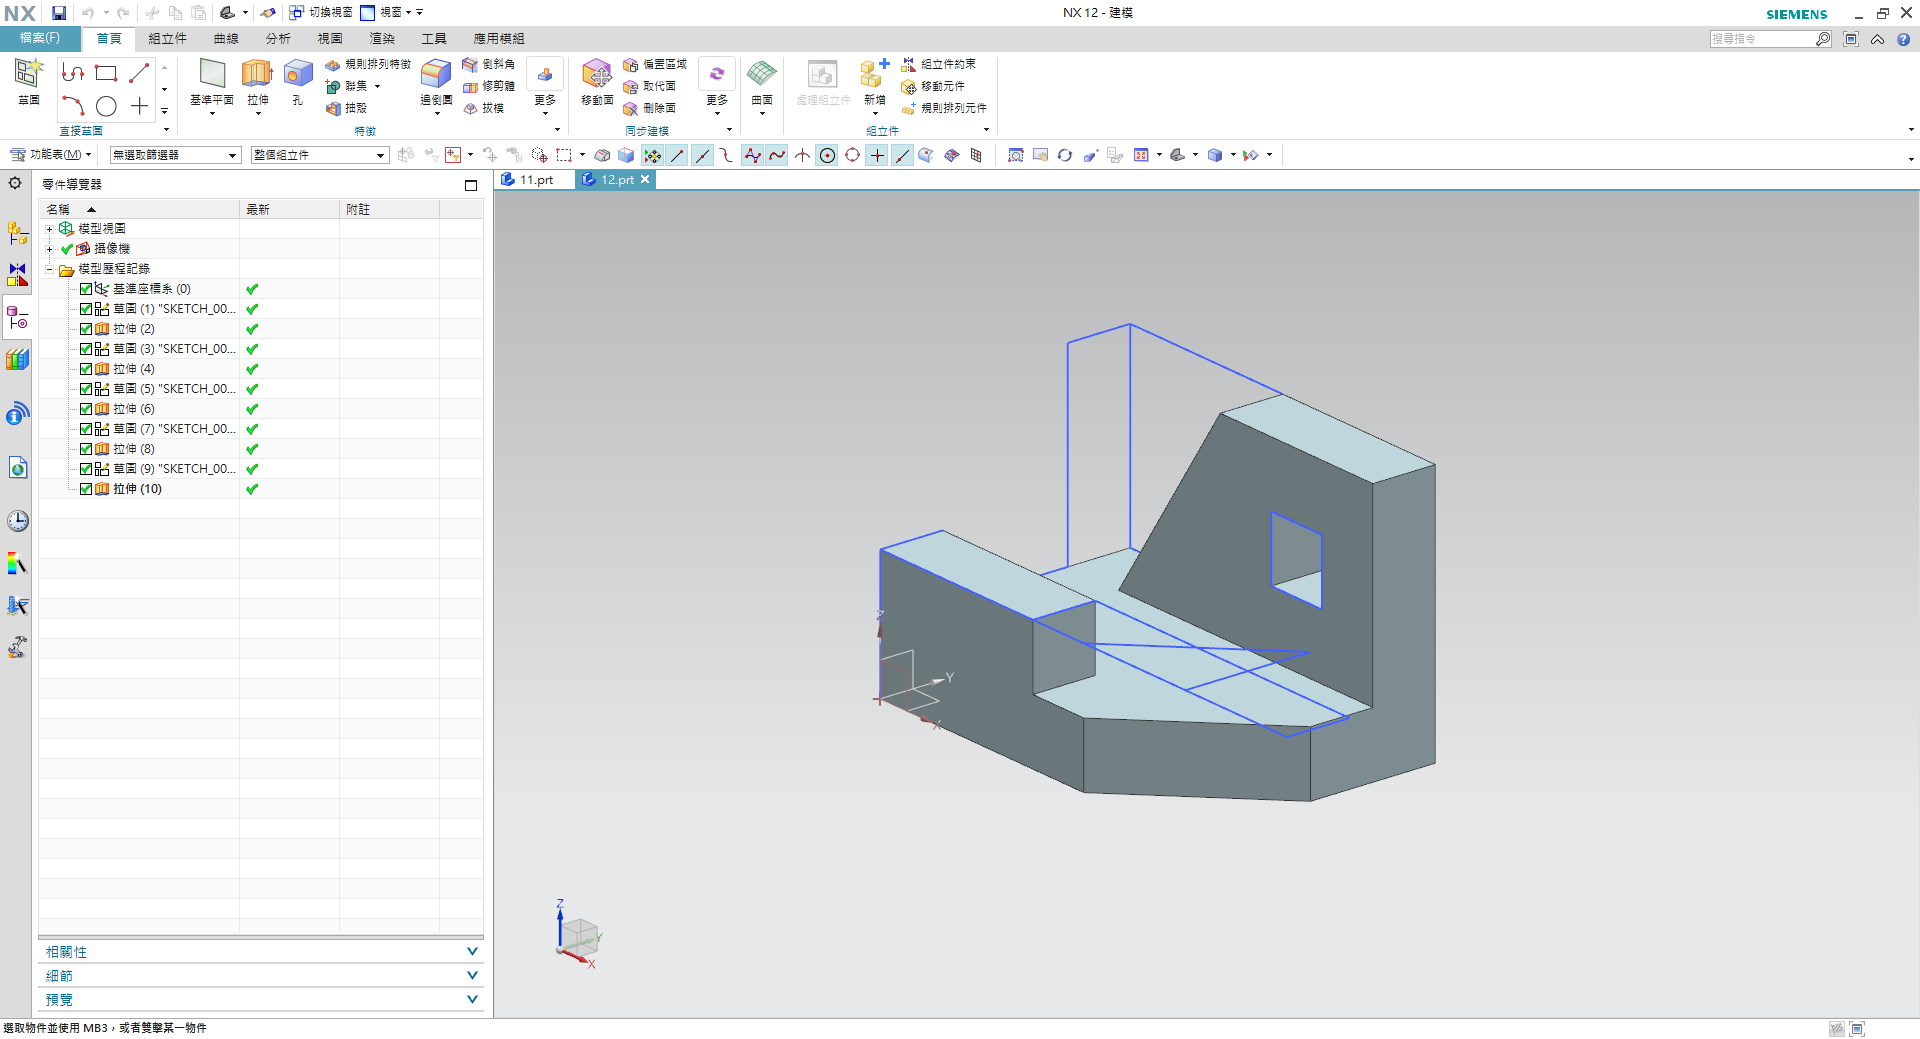 NX 切換視窗 視窗 NX 12 - 建模 SIEMENS
檔案(F) 首頁 組立件 曲線 分析 視圖 渲染 工具 應用模組 搜尋指令
草圖
直接草圖
基準平面 拉伸 孔
規則排列特徵
聯集
抽殼
邊倒圓
倒斜角
修剪體
拔模
更多
特徵
移動面
偏置區域
取代面
刪除面
更多
同步建模
曲面
處理組立件 新增
組立件約束
移動元件
規則排列元件
組立件
功能表(M) 無選取篩選器 整個組立件
零件導覽器
11.prt 12.prt
名稱 最新 附註
模型視圖
攝像機
模型歷程記錄
基準座標系 (0)
草圖 (1) "SKETCH_00...
拉伸 (2)
草圖 (3) "SKETCH_00...
拉伸 (4)
草圖 (5) "SKETCH_00...
拉伸 (6)
草圖 (7) "SKETCH_00...
拉伸 (8)
草圖 (9) "SKETCH_00...
拉伸 (10)
Z
Y
X
Z
Y
X
相關性
細節
預覽
選取物件並使用 MB3，或者雙擊某一物件